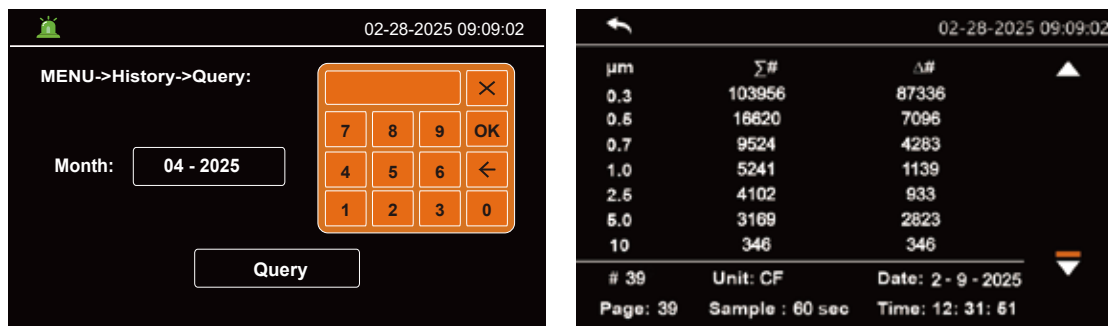 02-28-2025 09:09:02
MENU->History->Query:
7 8 9 OK
Month: 04 - 2025
4 5 6
1 2 3 0
Query
02-28-2025 09:09:02
µm ∑# Δ#
0.3 103956 87336
0.5 16620 7096
0.7 9524 4283
1.0 5241 1139
2.5 4102 933
5.0 3169 2823
10 346 346
# 39 Unit: CF Date: 2 - 9 - 2025
Page: 39 Sample : 60 sec Time: 12: 31: 51